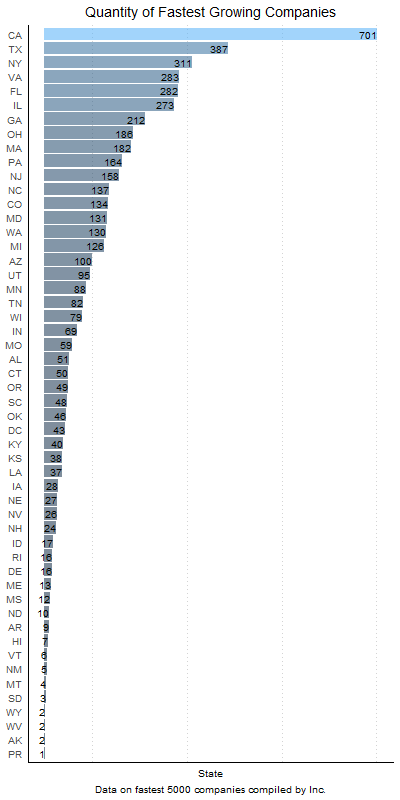 Quantity of Fastest Growing Companies
CA 701
TX 387
NY 311
VA 283
FL 282
IL 273
GA 212
OH 186
MA 182
PA 164
NJ 158
NC 137
CO 134
MD 131
WA 130
MI 126
AZ 100
UT 95
MN 88
TN 82
WI 79
IN 69
MO 59
AL 51
CT 50
OR 49
SC 48
OK 46
DC 43
KY 40
KS 38
LA 37
IA 28
NE 27
NV 26
NH 24
ID 17
RI 16
DE 16
ME 13
MS 12
ND 10
AR 9
HI 7
VT 6
NM 5
MT 4
SD 3
WY 2
WV 2
AK 2
PR 1
State
Data on fastest 5000 companies compiled by Inc.